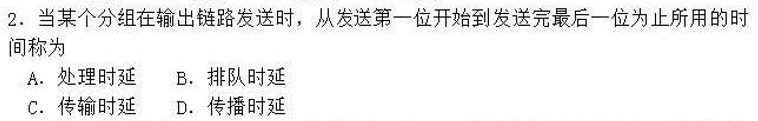 2．当某个分组在输出链路发送时，从发送第一位开始到发送完最后一位为止所用的时
间称为
A．处理时延 B．排队时延
C．传输时延 D．传播时延